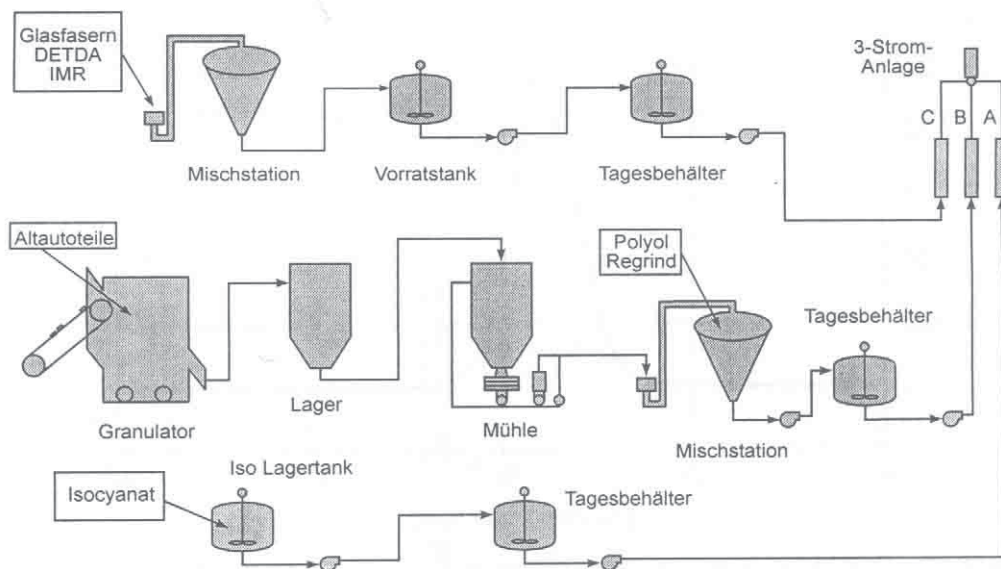 Glasfasern
DETDA
IMR
3-Strom-
Anlage
C B A
Mischstation
Vorratstank
Tagesbehälter
Altautoteile
Polyol
Regrind
Tagesbehälter
Lager
Granulator
Mühle
Mischstation
Iso Lagertank
Isocyanat
Tagesbehälter